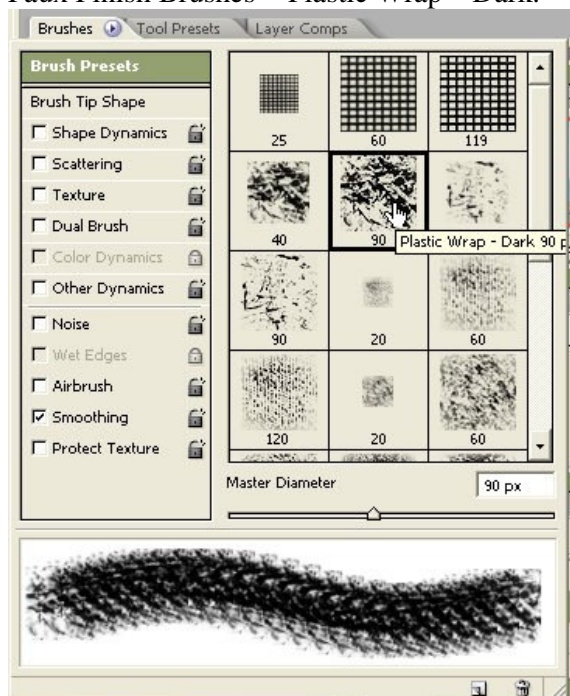 Faux Finish Brushes – Plastic Wrap – Dark.
Brushes Tool Presets Layer Comps
Brush Presets
Brush Tip Shape
Shape Dynamics
Scattering
Texture
Dual Brush
Color Dynamics
Other Dynamics
Noise
Wet Edges
Airbrush
Smoothing
Protect Texture
25 60 119
40 90
Plastic Wrap - Dark 90 p
90 20 60
120 20 60
Master Diameter 90 px